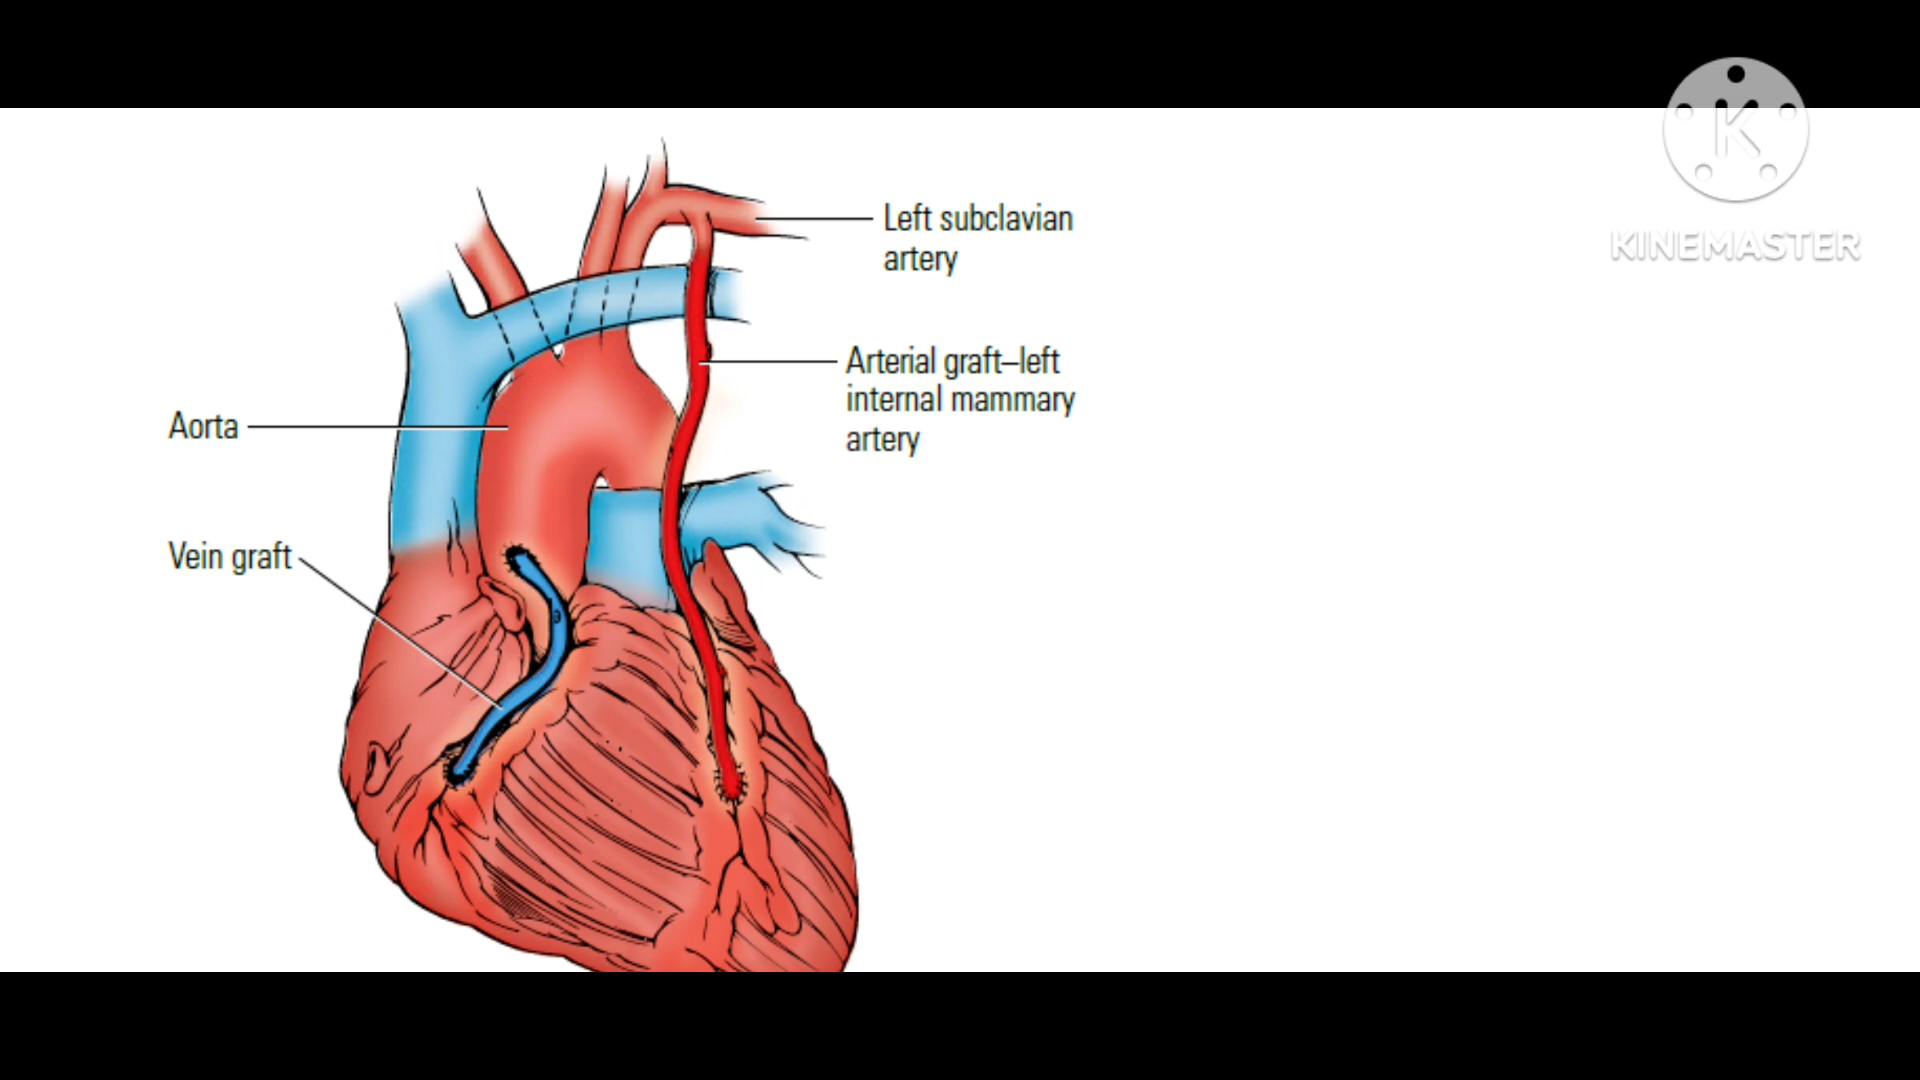 Left subclavian
artery
Arterial graft–left
internal mammary
artery
Aorta
Vein graft
K
KINEMASTER